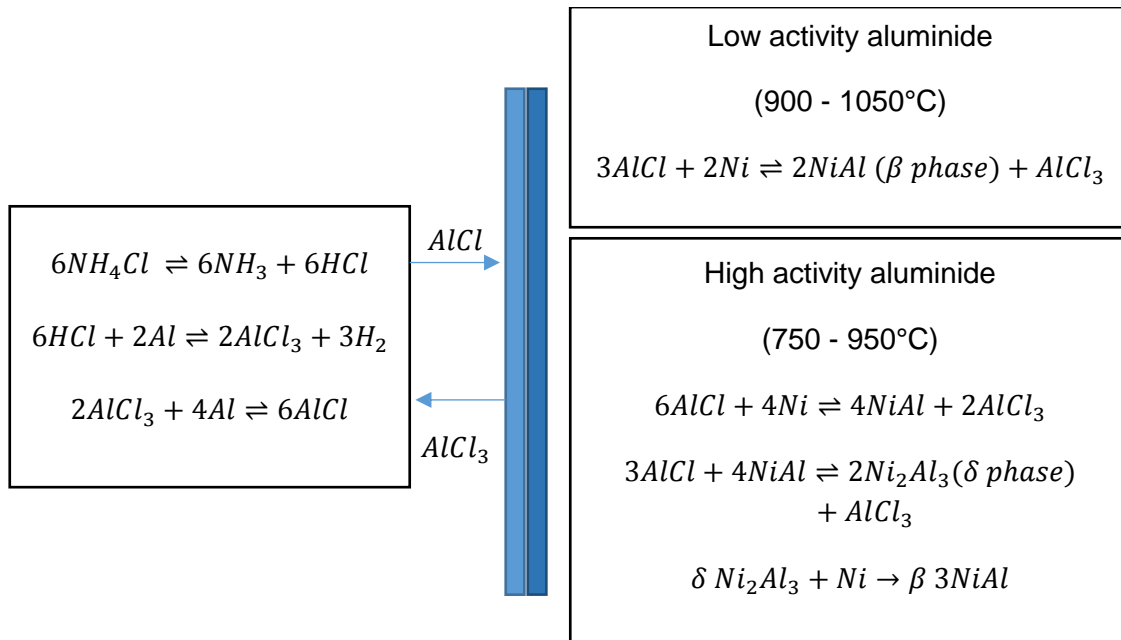 6NH₄Cl ⇌ 6NH₃ + 6HCl
6HCl + 2Al ⇌ 2AlCl₃ + 3H₂
2AlCl₃ + 4Al ⇌ 6AlCl
AlCl
AlCl₃
Low activity aluminide
(900 - 1050°C)
3AlCl + 2Ni ⇌ 2NiAl (β phase) + AlCl₃
High activity aluminide
(750 - 950°C)
6AlCl + 4Ni ⇌ 4NiAl + 2AlCl₃
3AlCl + 4NiAl ⇌ 2Ni₂Al₃(δ phase)
+ AlCl₃
δ Ni₂Al₃ + Ni → β 3NiAl